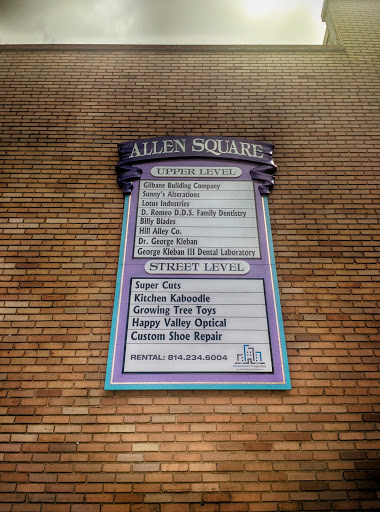 ALLEN SQUARE
UPPER LEVEL
Gilbane Building Company
Sunny's Alterations
Lotus Industries
D. Romeo D.D.S. Family Dentistry
Billy Blades
Hill Alley Co.
Dr. George Kleban
George Kleban III Dental Laboratory
STREET LEVEL
Super Cuts
Kitchen Kaboodle
Growing Tree Toys
Happy Valley Optical
Custom Shoe Repair
RENTAL: 814.234.6004